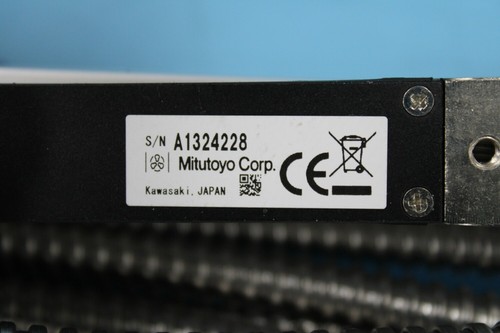 S/N A1324228
Mitutoyo Corp.
Kawasaki, JAPAN
CE